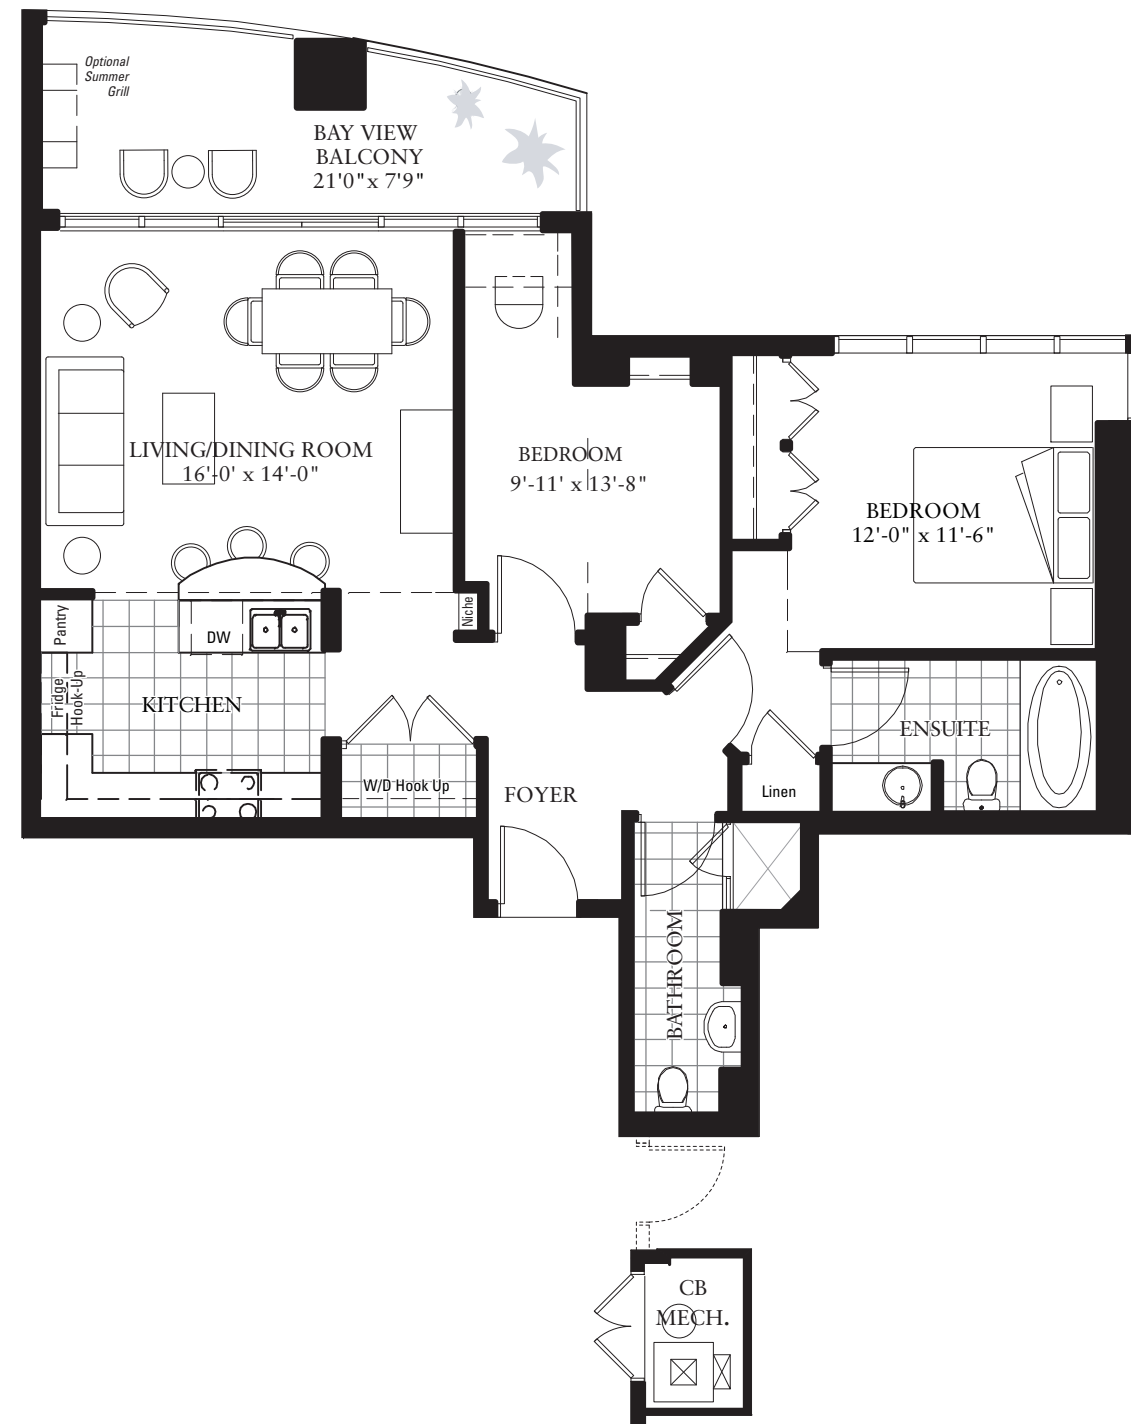 Optional
Summer
Grill
BAY VIEW
BALCONY
21'0"x 7'9"
LIVING/DINING ROOM
16'-0' x 14'-0"
BEDROOM
9'-11' x 13'-8"
BEDROOM
12'-0" x 11'-6"
Pantry
DW
Niche
Fridge
Hook-Up
KITCHEN
ENSUITE
W/D Hook Up
FOYER
Linen
BATHROOM
CB
MECH.